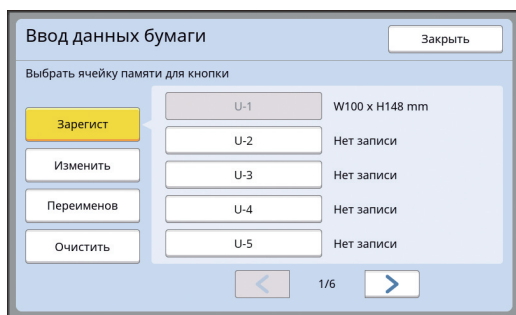 Ввод данных бумаги
Закрыть
Выбрать ячейку памяти для кнопки
Зарегист
Изменить
Переименов
Очистить
U-1 W100 x H148 mm
U-2 Нет записи
U-3 Нет записи
U-4 Нет записи
U-5 Нет записи
1/6